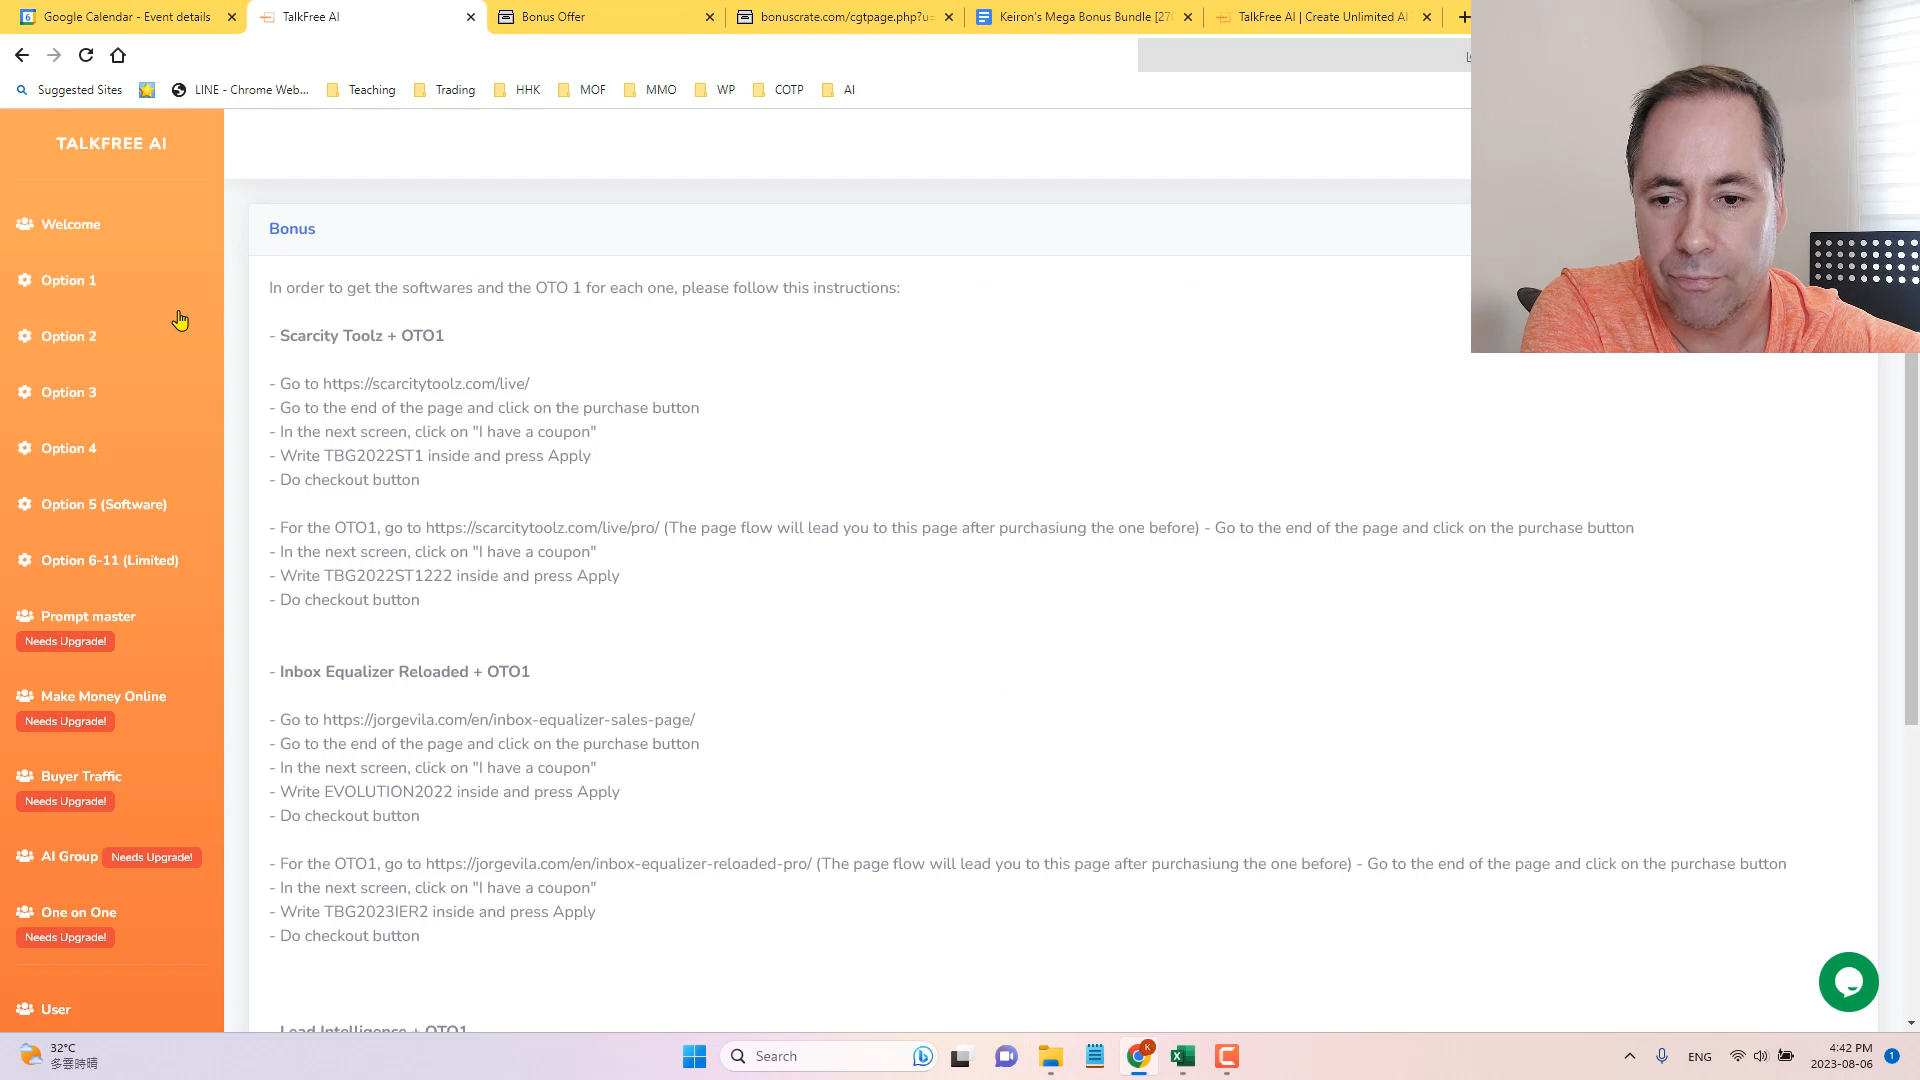 Google Calendar - Event details
TalkFree AI
Bonus Offer
bonuscrate.com/cgtpage.php?u=
Keiron's Mega Bonus Bundle [270
TalkFree AI | Create Unlimited AI
Suggested Sites
LINE - Chrome Web...
Teaching
Trading
HHK
MOF
MMO
WP
COTP
AI
TALKFREE AI
Welcome
Option 1
Option 2
Option 3
Option 4
Option 5 (Software)
Option 6-11 (Limited)
Prompt master
Needs Upgrade!
Make Money Online
Needs Upgrade!
Buyer Traffic
Needs Upgrade!
AI Group Needs Upgrade!
One on One
Needs Upgrade!
User
Bonus
In order to get the softwares and the OTO 1 for each one, please follow this instructions:
- Scarcity Toolz + OTO1
- Go to https://scarcitytoolz.com/live/
- Go to the end of the page and click on the purchase button
- In the next screen, click on "I have a coupon"
- Write TBG2022ST1 inside and press Apply
- Do checkout button
- For the OTO1, go to https://scarcitytoolz.com/live/pro/ (The page flow will lead you to this page after purchasiung the one before) - Go to the end of the page and click on the purchase button
- In the next screen, click on "I have a coupon"
- Write TBG2022ST1222 inside and press Apply
- Do checkout button
- Inbox Equalizer Reloaded + OTO1
- Go to https://jorgevila.com/en/inbox-equalizer-sales-page/
- Go to the end of the page and click on the purchase button
- In the next screen, click on "I have a coupon"
- Write EVOLUTION2022 inside and press Apply
- Do checkout button
- For the OTO1, go to https://jorgevila.com/en/inbox-equalizer-reloaded-pro/ (The page flow will lead you to this page after purchasiung the one before) - Go to the end of the page and click on the purchase button
- In the next screen, click on "I have a coupon"
- Write TBG2023IER2 inside and press Apply
- Do checkout button
- Lead Intelligence + OTO1
32°C
多雲時晴
Search
K
ENG
4:42 PM
2023-08-06
1